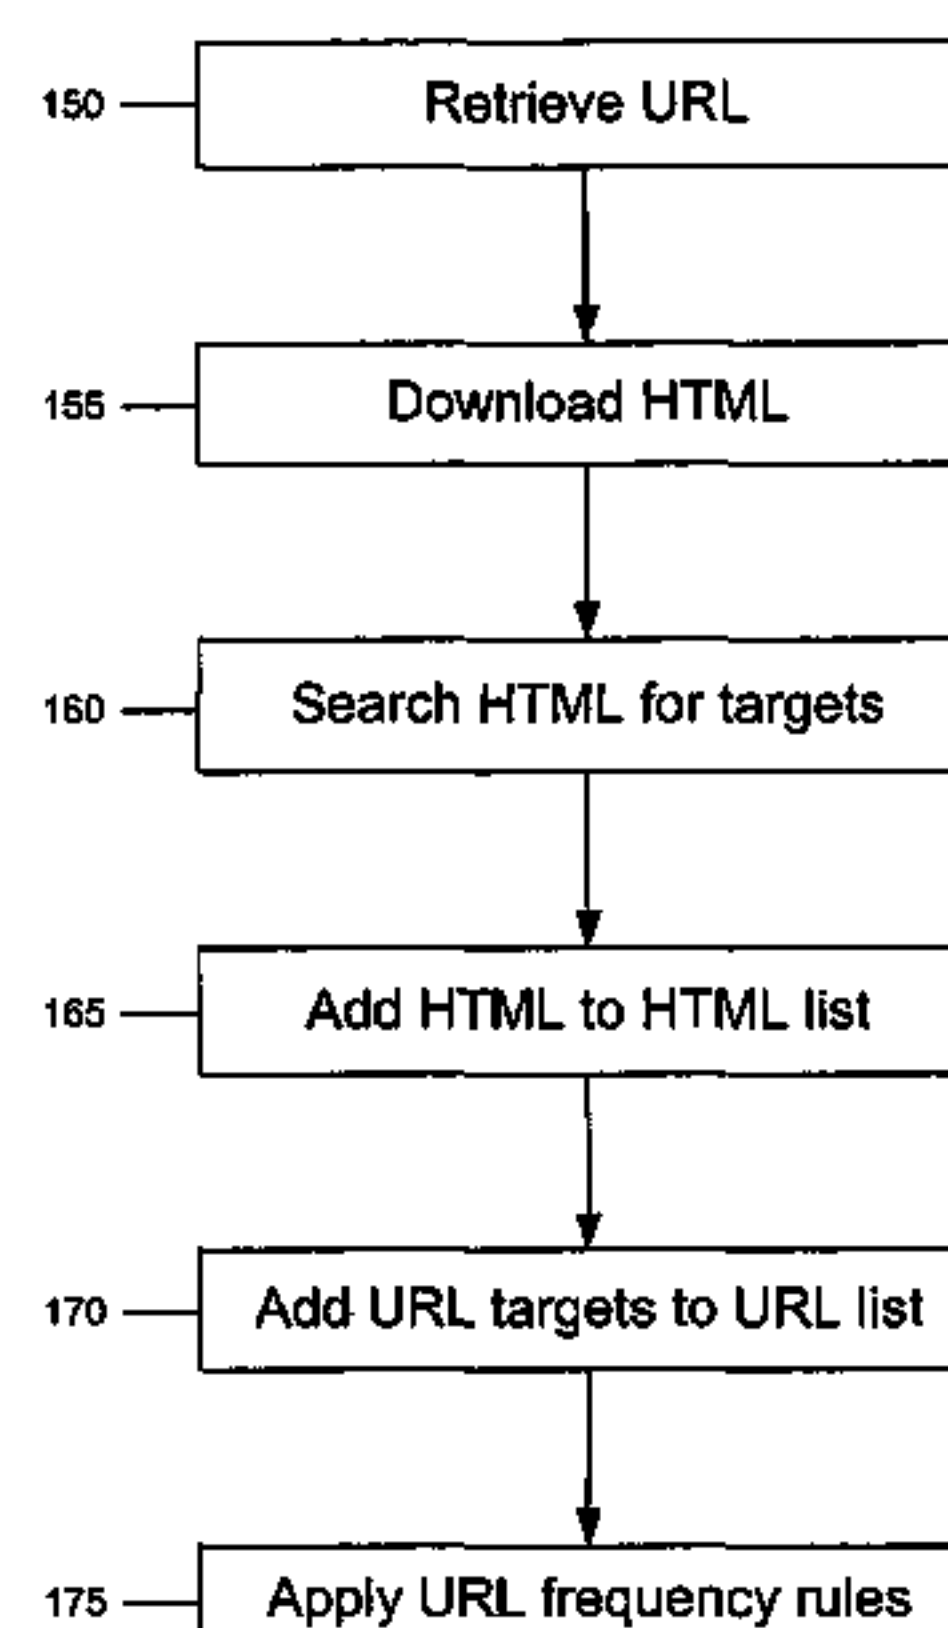 150 Retrieve URL
155 Download HTML
160 Search HTML for targets
165 Add HTML to HTML list
170 Add URL targets to URL list
175 Apply URL frequency rules